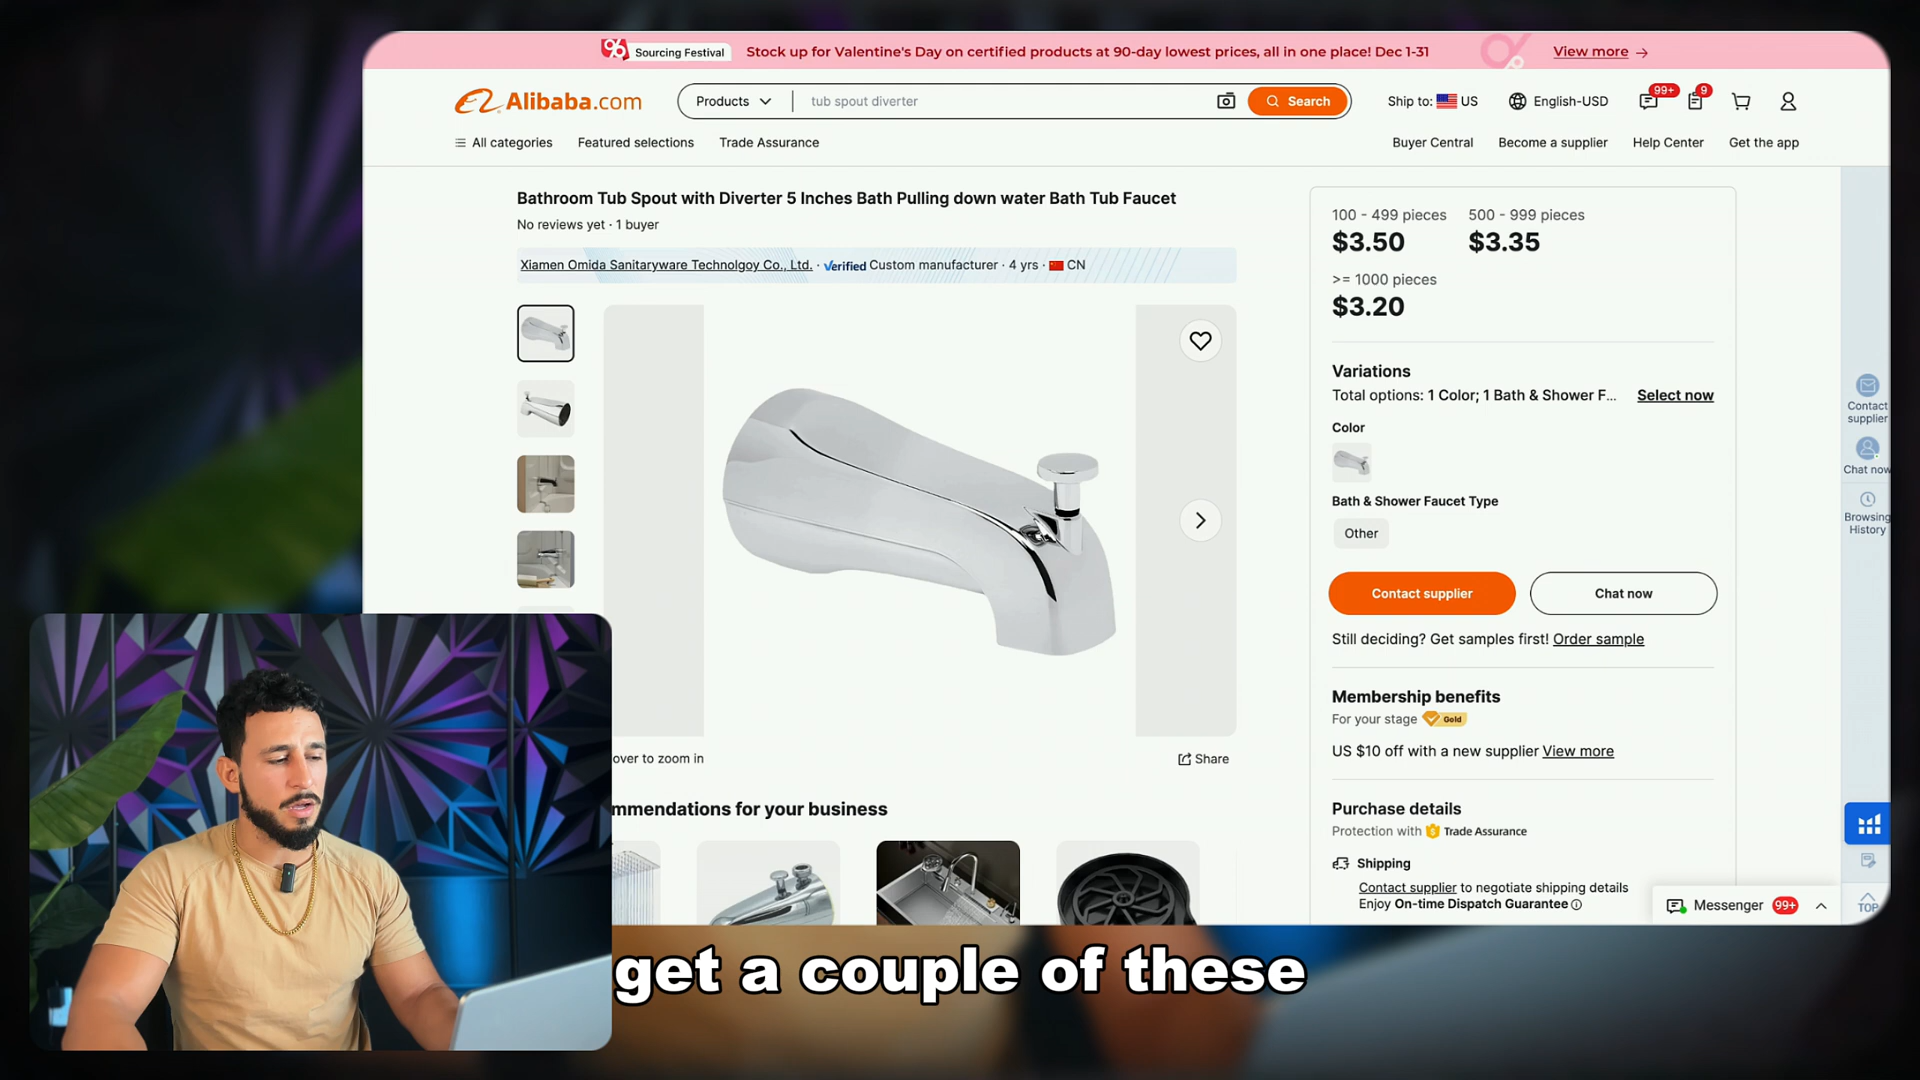 Sourcing Festival
Stock up for Valentine's Day on certified products at 90-day lowest prices, all in one place! Dec 1-31
View more →
Alibaba.com
Products
tub spout diverter
Search
Ship to: US
English-USD
99+
9
All categories
Featured selections
Trade Assurance
Buyer Central
Become a supplier
Help Center
Get the app
Bathroom Tub Spout with Diverter 5 Inches Bath Pulling down water Bath Tub Faucet
No reviews yet · 1 buyer
Xiamen Omida Sanitaryware Technolgoy Co., Ltd. · Verified Custom manufacturer · 4 yrs · CN
100 - 499 pieces
$3.50
500 - 999 pieces
$3.35
>= 1000 pieces
$3.20
Variations
Total options: 1 Color; 1 Bath & Shower F...
Select now
Color
Bath & Shower Faucet Type
Other
Contact supplier
Chat now
Still deciding? Get samples first! Order sample
Membership benefits
For your stage Gold
US $10 off with a new supplier View more
Purchase details
Protection with Trade Assurance
Shipping
Contact supplier to negotiate shipping details
Enjoy On-time Dispatch Guarantee
Contact
supplier
Chat now
Browsing
History
TOP
Messenger 99+
over to zoom in
Share
mmendations for your business
get a couple of these